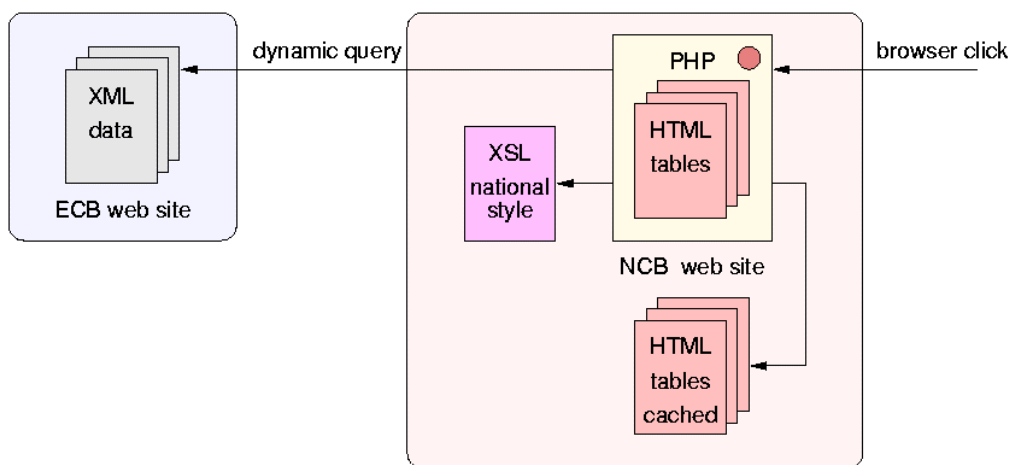 dynamic query
browser click
PHP
XML
data
ECB web site
XSL
national
style
HTML
tables
NCB web site
HTML
tables
cached